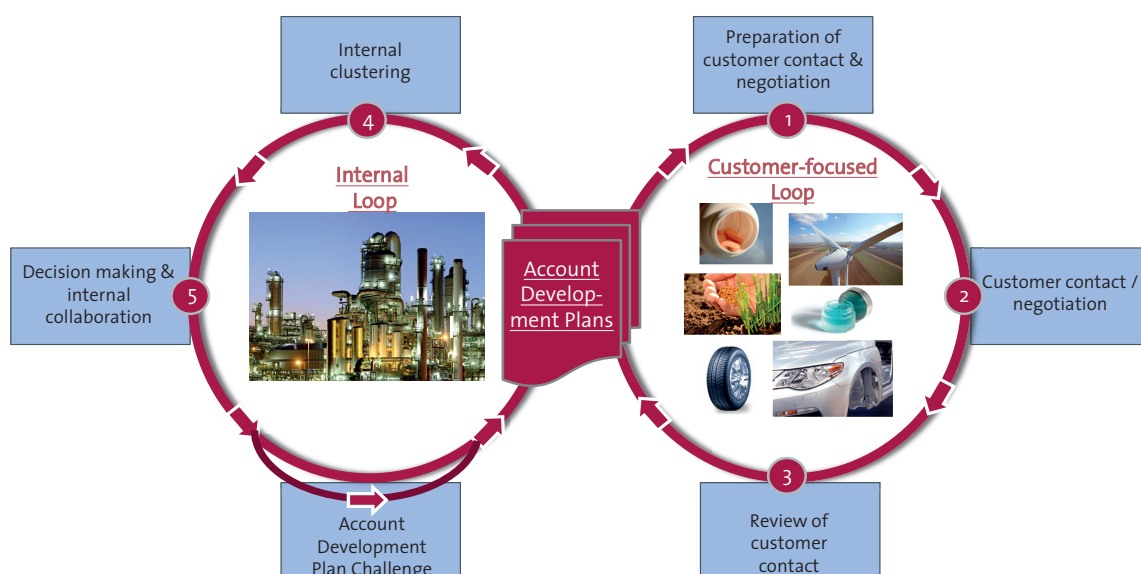 Internal
clustering
Preparation of
customer contact &
negotiation
4
1
Internal
Loop
Customer-focused
Loop
Decision making &
internal
collaboration
5
Account
Develop-
ment Plans
2
Customer contact /
negotiation
3
Account
Development
Plan Challenge
Review of
customer
contact